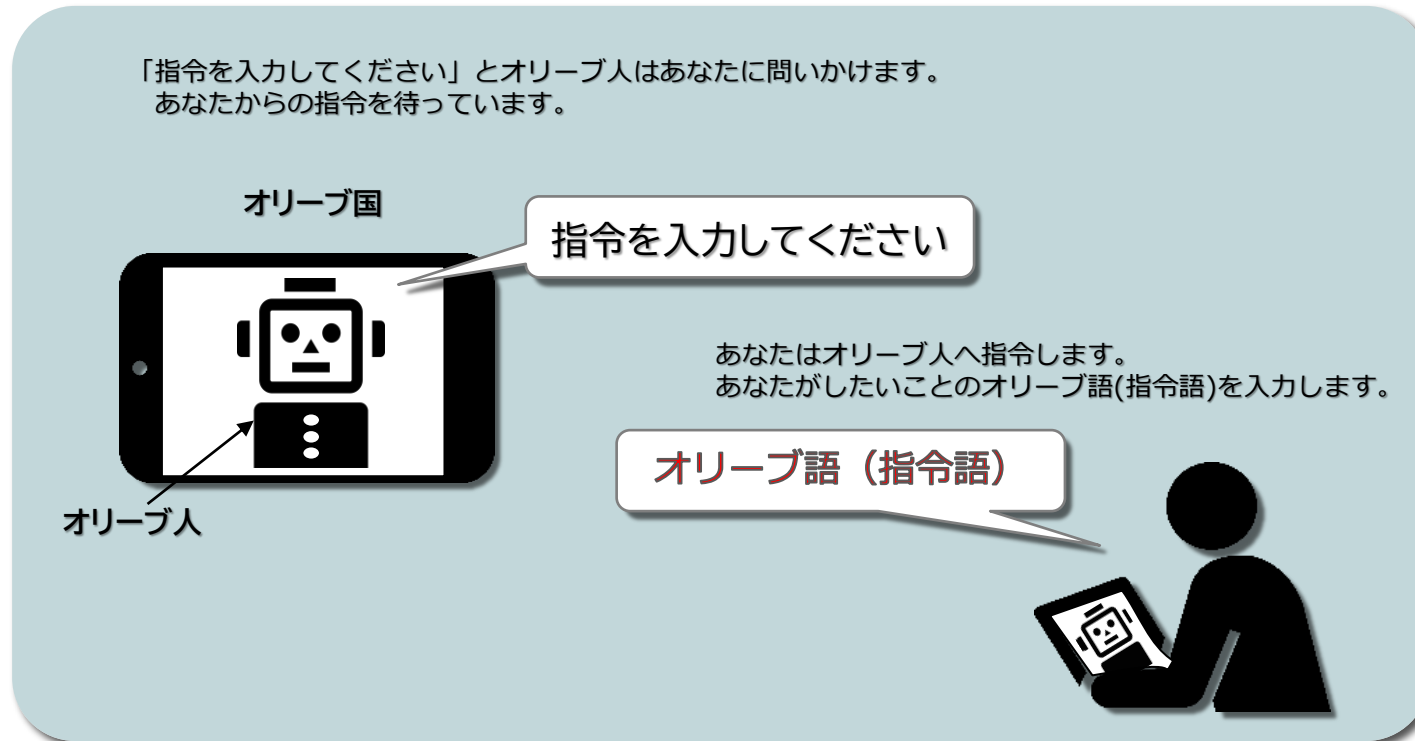 「指令を入力してください」とオリーブ人はあなたに問いかけます。
あなたからの指令を待っています。
オリーブ国
指令を入力してください
あなたはオリーブ人へ指令します。
あなたがしたいことのオリーブ語(指令語)を入力します。
オリーブ語（指令語）
オリーブ人